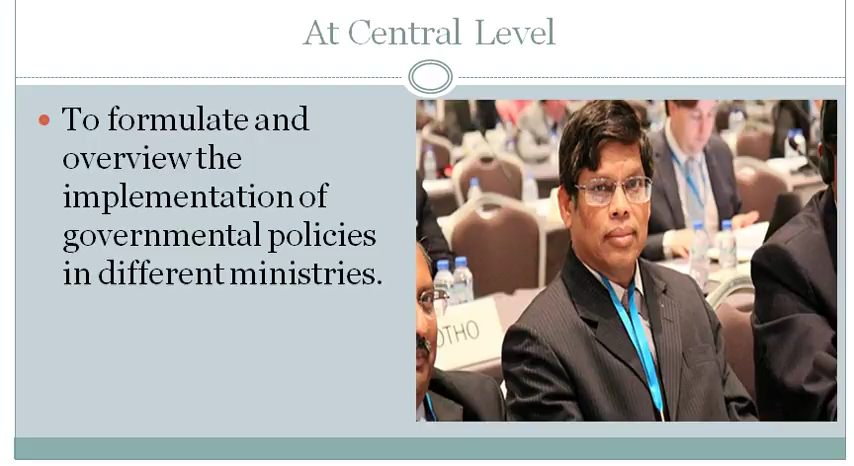 At Central Level
To formulate and
overview the
implementation of
governmental policies
in different ministries.
OTHO